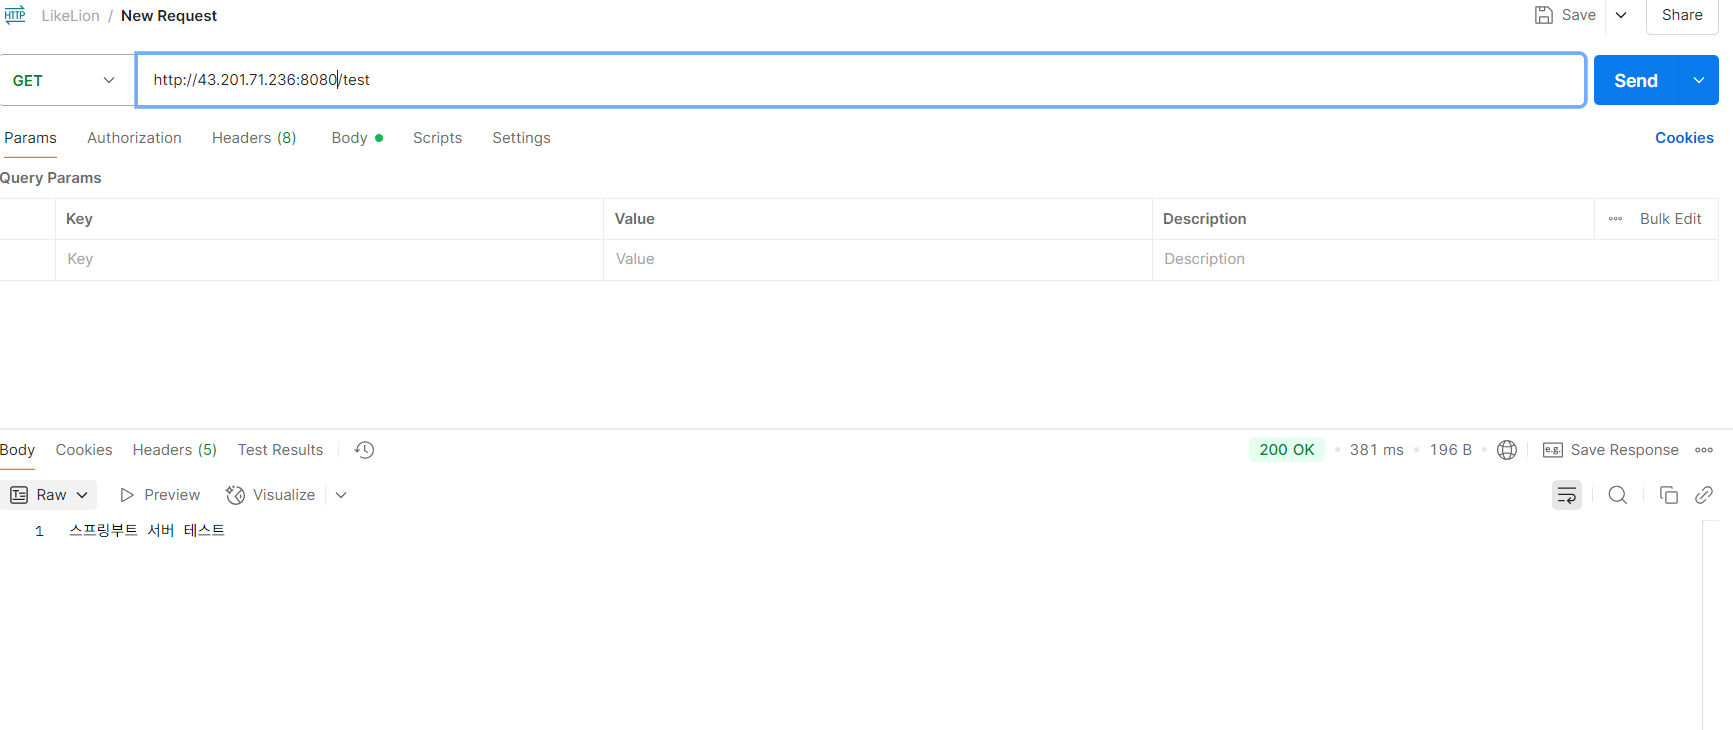 HTTP LikeLion / New Request Save Share
GET http://43.201.71.236:8080/test Send
Params Authorization Headers (8) Body Scripts Settings Cookies
Query Params
Key Value Description Bulk Edit
Key Value Description
Body Cookies Headers (5) Test Results 200 OK 381 ms 196 B e.g. Save Response
Raw Preview Visualize
1 스프링부트 서버 테스트